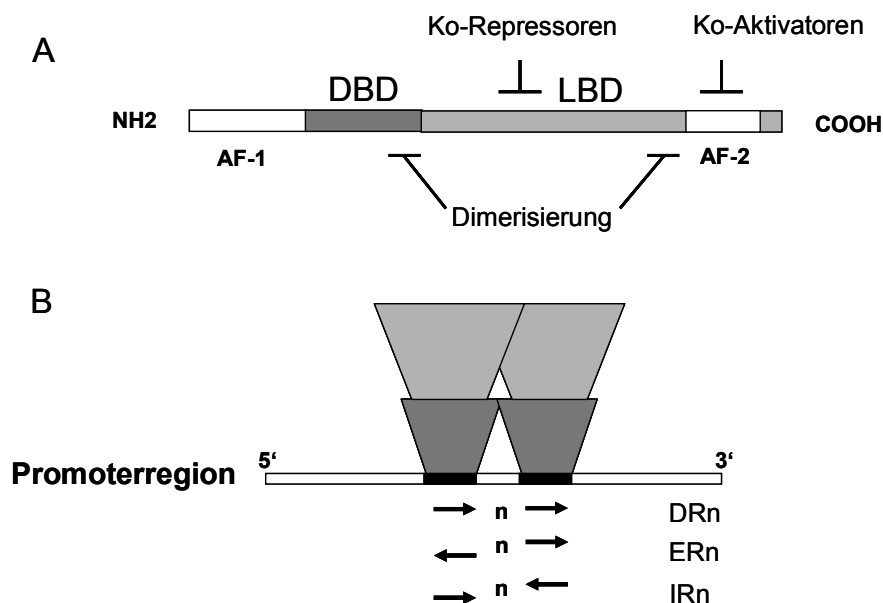 Ko-Repressoren Ko-Aktivatoren
A
DBD LBD
NH2 COOH
AF-1 AF-2
Dimerisierung
B
5‘ 3‘
Promoterregion
n DRn
n ERn
n IRn